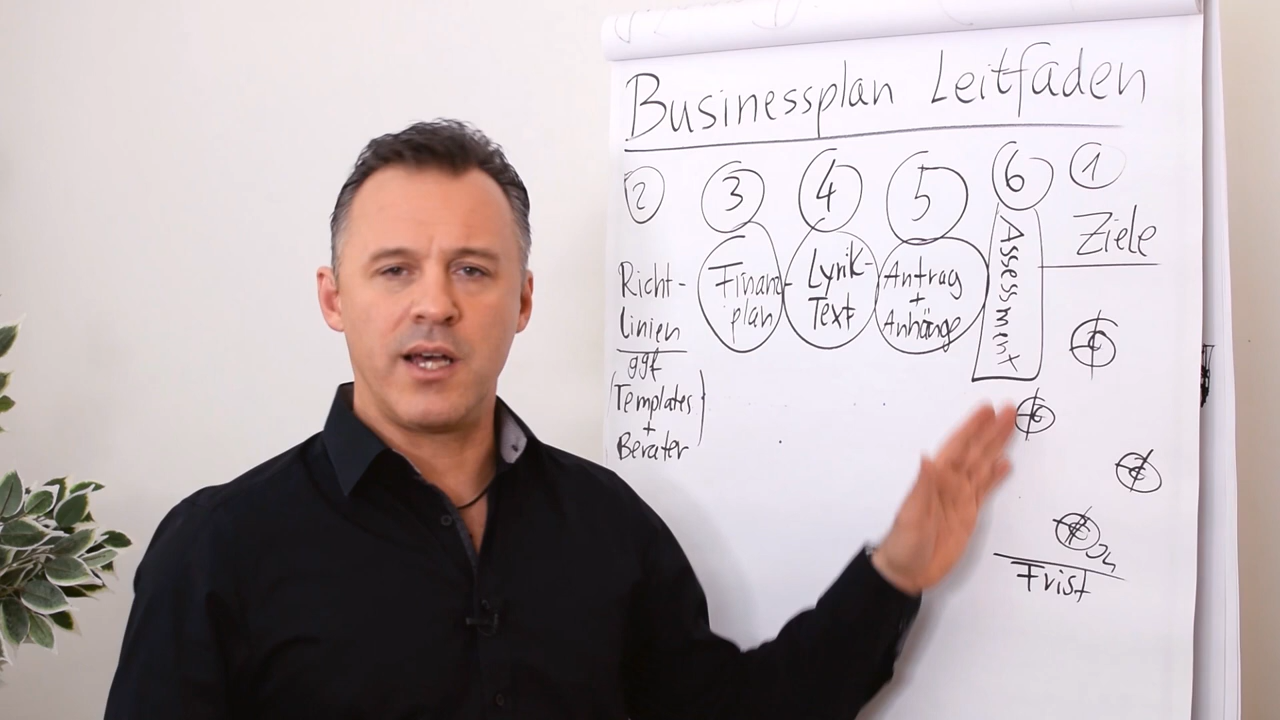 Businessplan Leitfaden
2 3 4 5 6 1
Richt-
linien
ggf
(Templates
+
Berater)
Finanz-
plan
Lyrik-
Text
Antrag
+
Anhänge
Assessment
Ziele
€
€
€
€
Frist